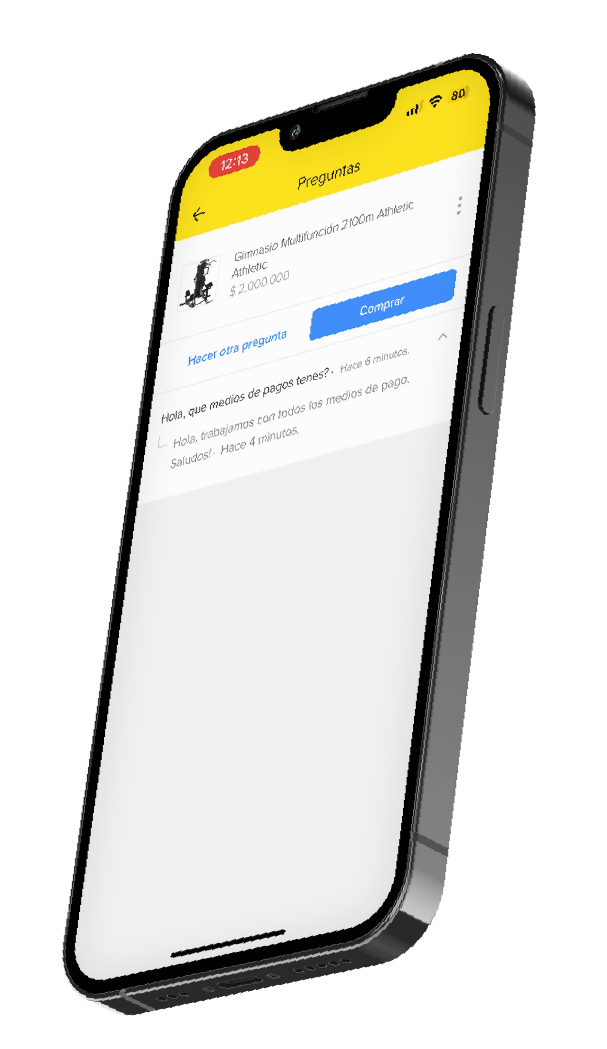 12:13
80
Preguntas
Gimnasio Multifunción 2100m Athletic
Athletic
$ 2.000.000
Hacer otra pregunta
Comprar
Hola, que medios de pagos tenes? · Hace 6 minutos.
Hola, trabajamos con todos los medios de pago.
Saludos! · Hace 4 minutos.